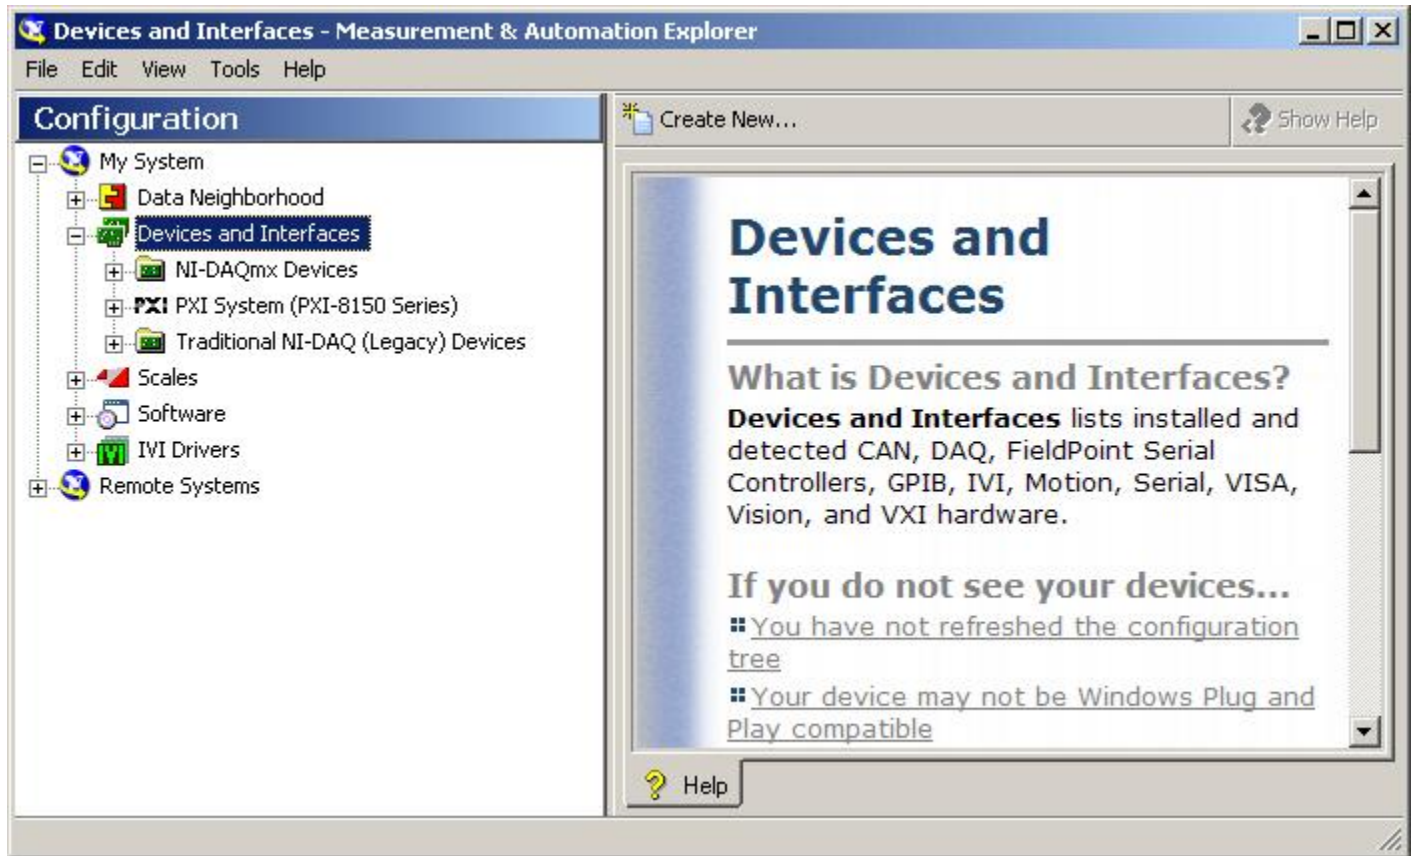 Devices and Interfaces - Measurement & Automation Explorer
File Edit View Tools Help
Configuration
Create New...
Show Help
My System
Data Neighborhood
Devices and Interfaces
NI-DAQmx Devices
PXI PXI System (PXI-8150 Series)
Traditional NI-DAQ (Legacy) Devices
Scales
Software
IVI Drivers
Remote Systems
Devices and
Interfaces
What is Devices and Interfaces?
Devices and Interfaces lists installed and
detected CAN, DAQ, FieldPoint Serial
Controllers, GPIB, IVI, Motion, Serial, VISA,
Vision, and VXI hardware.
If you do not see your devices...
You have not refreshed the configuration
tree
Your device may not be Windows Plug and
Play compatible
Help